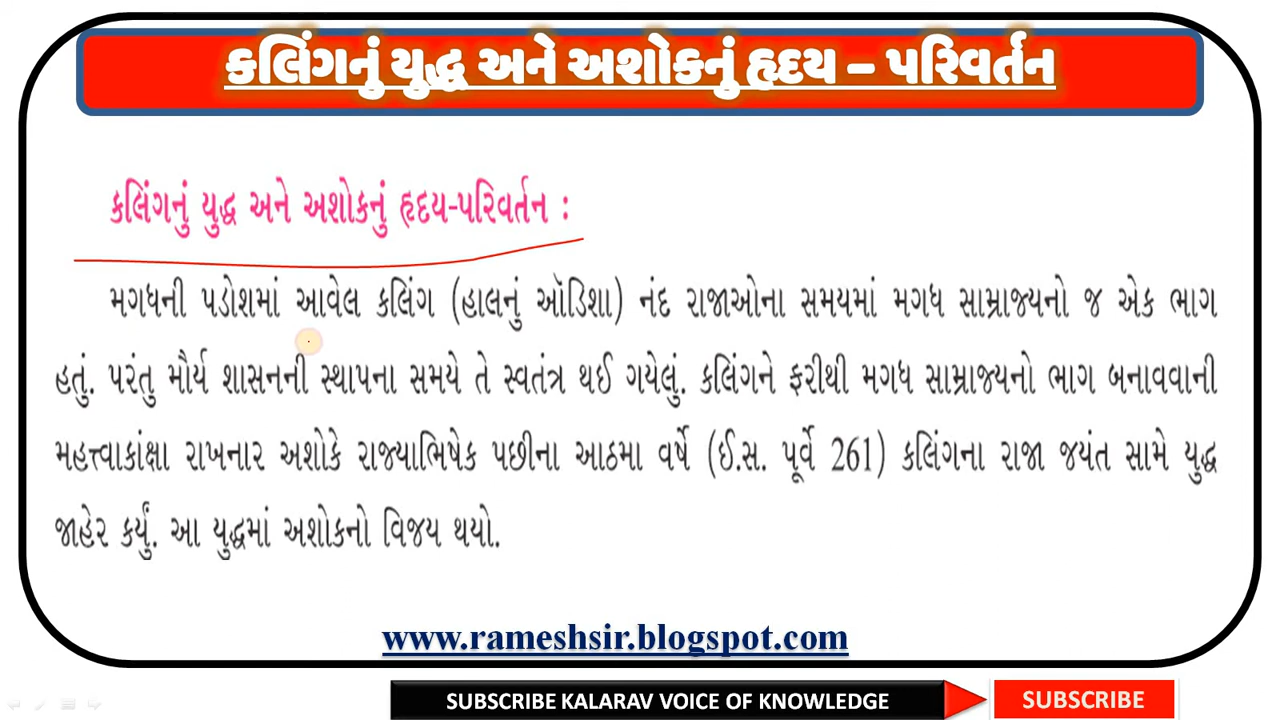 કલિંગનું યુદ્ધ અને અશોકનું હૃદય – પરિવર્તન
કલિંગનું યુદ્ધ અને અશોકનું હૃદય-પરિવર્તન :
મગધની પડોશમાં આવેલ કલિંગ (હાલનું ઑડિશા) નંદ રાજાઓના સમયમાં મગધ સામ્રાજ્યનો જ એક ભાગ
હતું. પરંતુ મૌર્ય શાસનની સ્થાપના સમયે તે સ્વતંત્ર થઈ ગયેલું. કલિંગને ફરીથી મગધ સામ્રાજ્યનો ભાગ બનાવવાની
મહત્ત્વાકાંક્ષા રાખનાર અશોકે રાજ્યાભિષેક પછીના આઠમા વર્ષે (ઈ.સ. પૂર્વે 261) કલિંગના રાજા જયંત સામે યુદ્ધ
જાહેર કર્યું. આ યુદ્ધમાં અશોકનો વિજય થયો.
www.rameshsir.blogspot.com
SUBSCRIBE KALARAV VOICE OF KNOWLEDGE
SUBSCRIBE